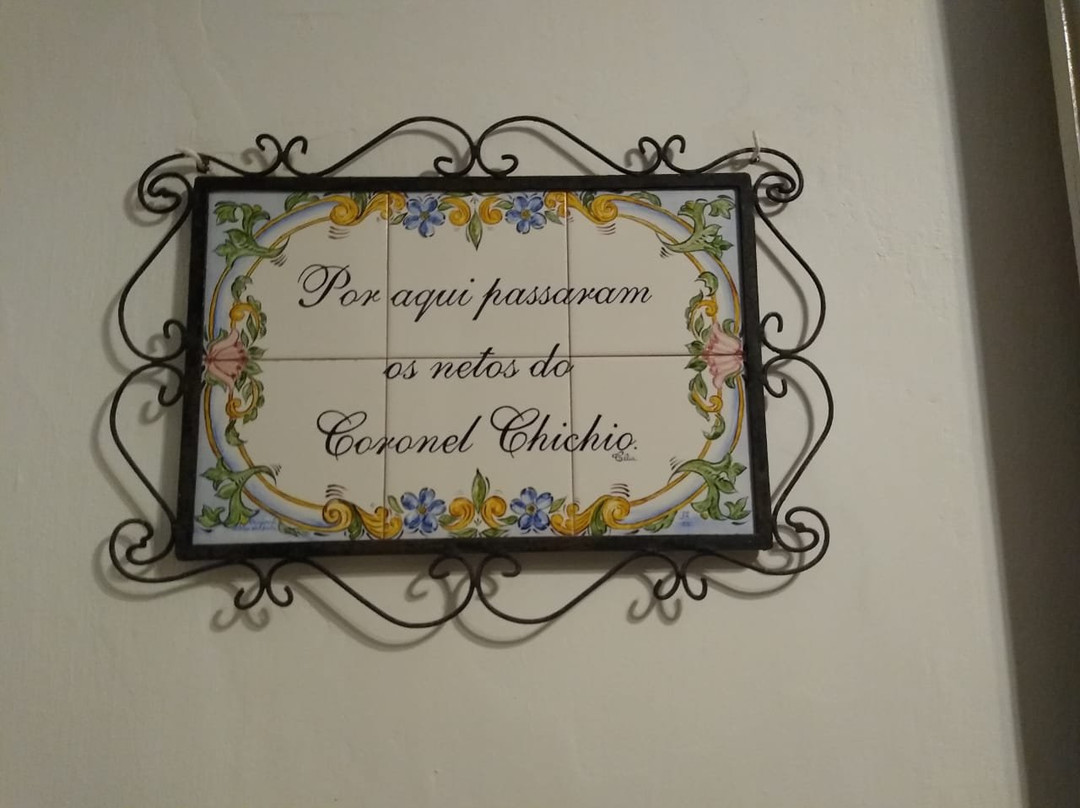 Por aqui passaram
os netos do
Coronel Chichio.